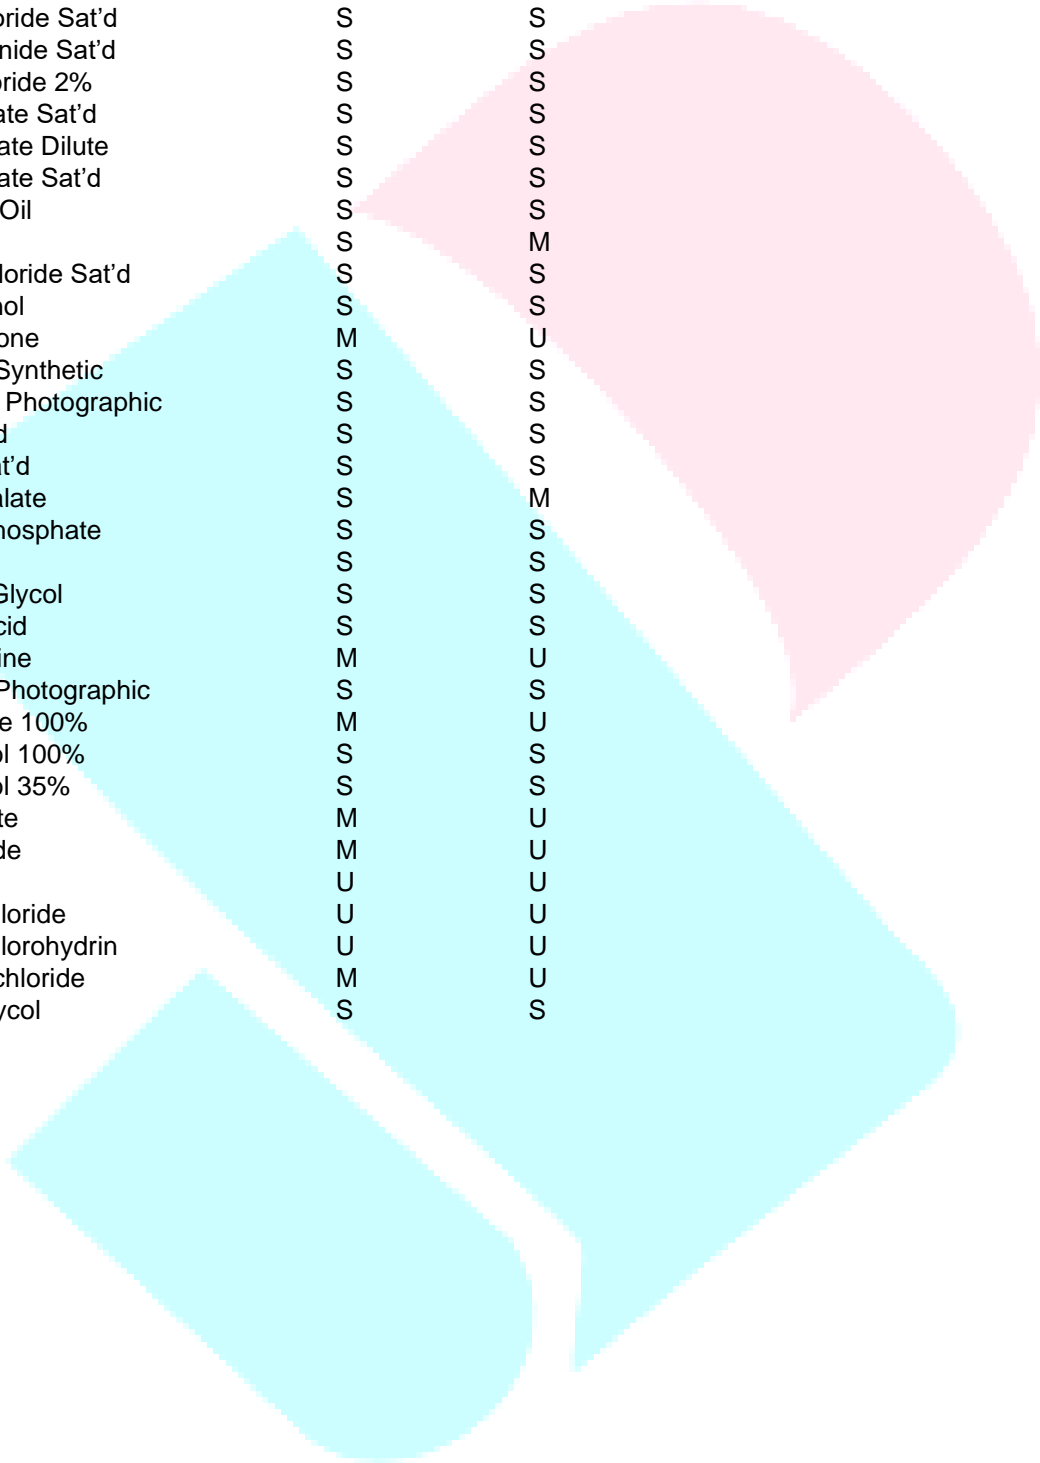 oride Sat’d S S
nide Sat’d S S
oride 2% S S
ate Sat’d S S
ate Dilute S S
ate Sat’d S S
Oil S S
S M
loride Sat’d S S
nol S S
one M U
Synthetic S S
Photographic S S
d S S
at’d S S
alate S M
hosphate S S
S S
Glycol S S
cid S S
ine M U
Photographic S S
e 100% M U
ol 100% S S
ol 35% S S
te M U
de M U
U U
loride U U
lorohydrin U U
chloride M U
ycol S S